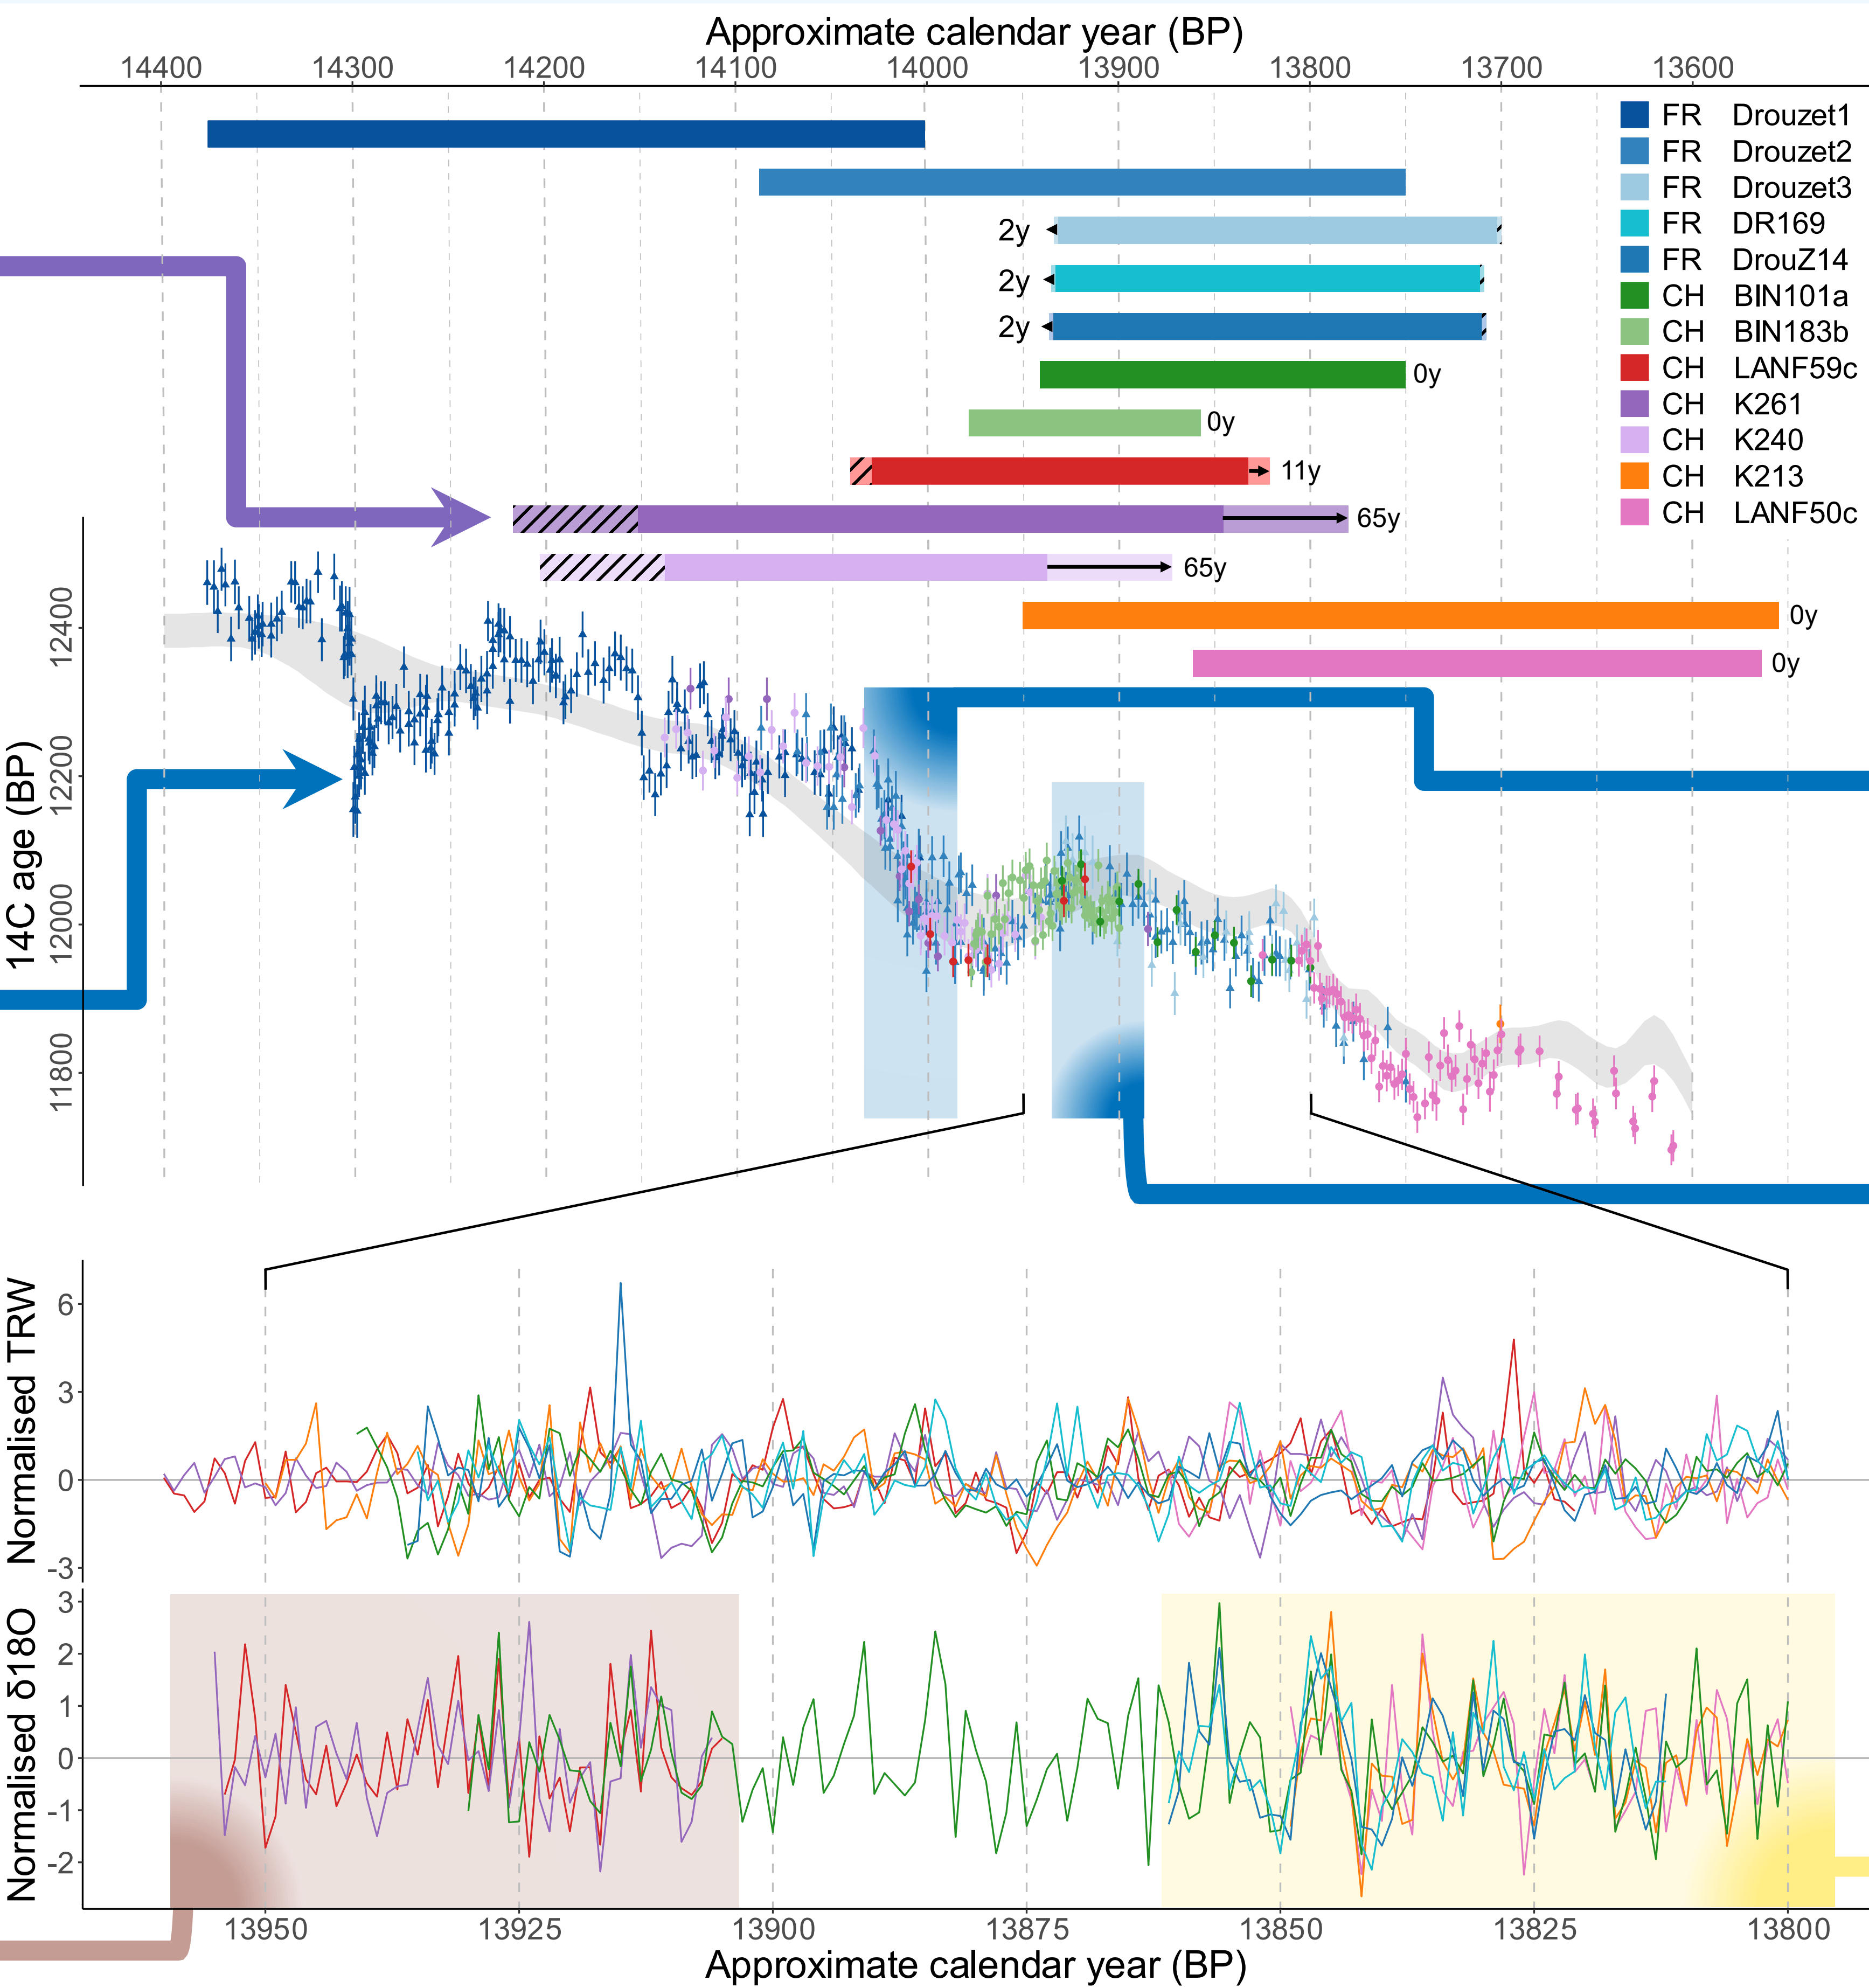 Approximate calendar year (BP)
14400 14300 14200 14100 14000 13900 13800 13700 13600
FR Drouzet1
FR Drouzet2
FR Drouzet3
FR DR169
FR DrouZ14
CH BIN101a
CH BIN183b
CH LANF59c
CH K261
CH K240
CH K213
CH LANF50c
2y
2y
2y
0y
0y
11y
65y
65y
0y
0y
14C age (BP)
12400
12200
12000
11800
Normalised TRW
6
3
0
-3
Normalised δ18O
3
2
1
0
-1
-2
13950 13925 13900 13875 13850 13825 13800
Approximate calendar year (BP)